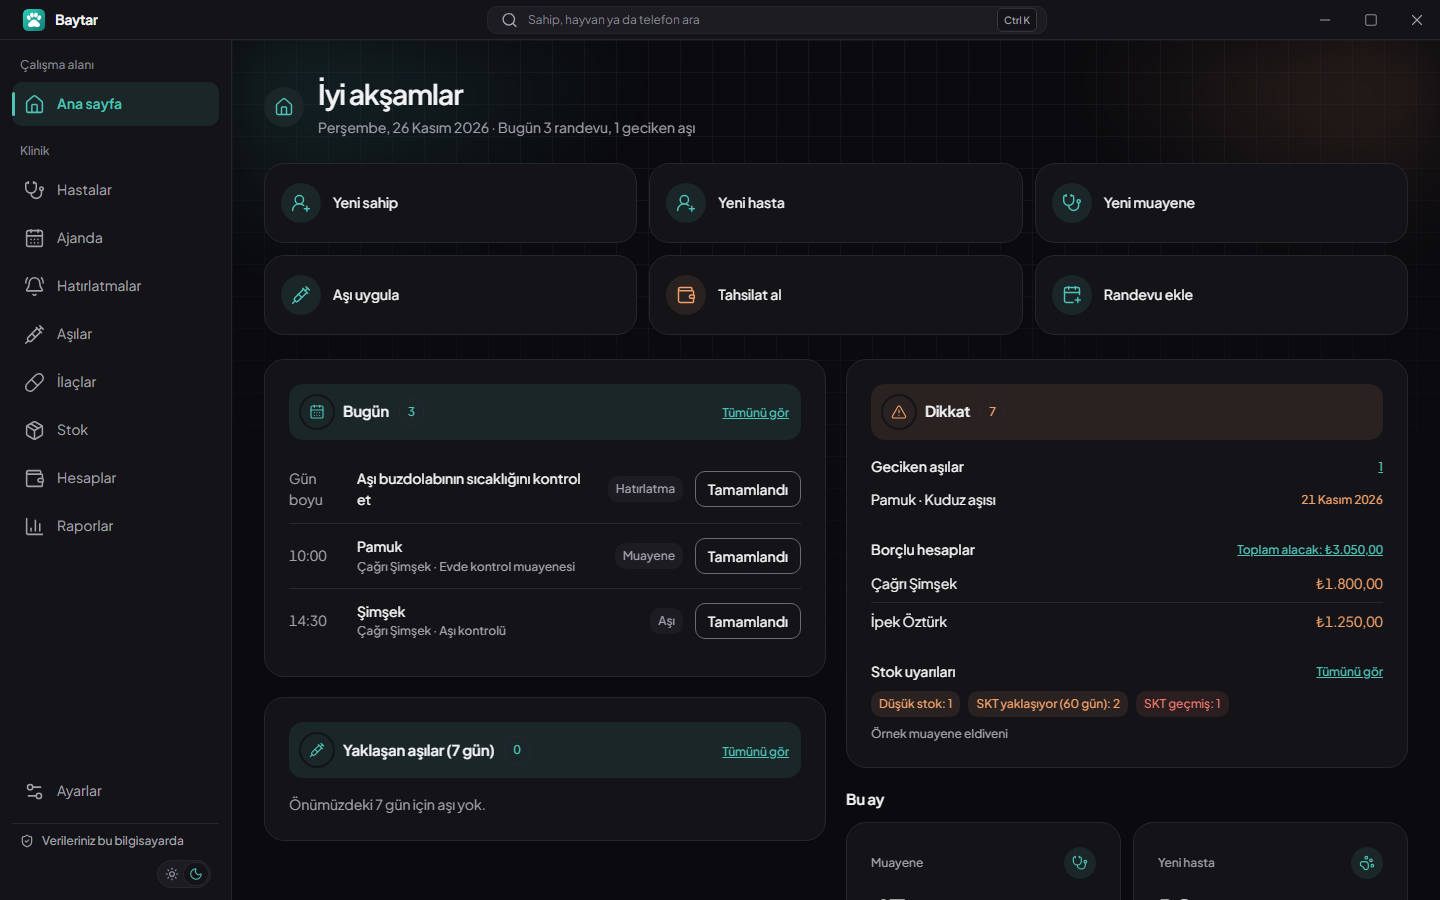 Baytar
Sahip, hayvan ya da telefon ara
Ctrl K
Çalışma alanı
Ana sayfa
Klinik
Hastalar
Ajanda
Hatırlatmalar
Aşılar
İlaçlar
Stok
Hesaplar
Raporlar
Ayarlar
Verileriniz bu bilgisayarda
İyi akşamlar
Perşembe, 26 Kasım 2026 · Bugün 3 randevu, 1 geciken aşı
Yeni sahip
Yeni hasta
Yeni muayene
Aşı uygula
Tahsilat al
Randevu ekle
Bugün 3
Tümünü gör
Gün boyu
Aşı buzdolabının sıcaklığını kontrol et
Hatırlatma
Tamamlandı
10:00
Pamuk
Çağrı Şimşek · Evde kontrol muayenesi
Muayene
Tamamlandı
14:30
Şimşek
Çağrı Şimşek · Aşı kontrolü
Aşı
Tamamlandı
Yaklaşan aşılar (7 gün) 0
Tümünü gör
Önümüzdeki 7 gün için aşı yok.
Dikkat 7
Geciken aşılar
1
Pamuk · Kuduz aşısı
21 Kasım 2026
Borçlu hesaplar
Toplam alacak: ₺3.050,00
Çağrı Şimşek
₺1.800,00
İpek Öztürk
₺1.250,00
Stok uyarıları
Tümünü gör
Düşük stok: 1
SKT yaklaşıyor (60 gün): 2
SKT geçmiş: 1
Örnek muayene eldiveni
Bu ay
Muayene
Yeni hasta